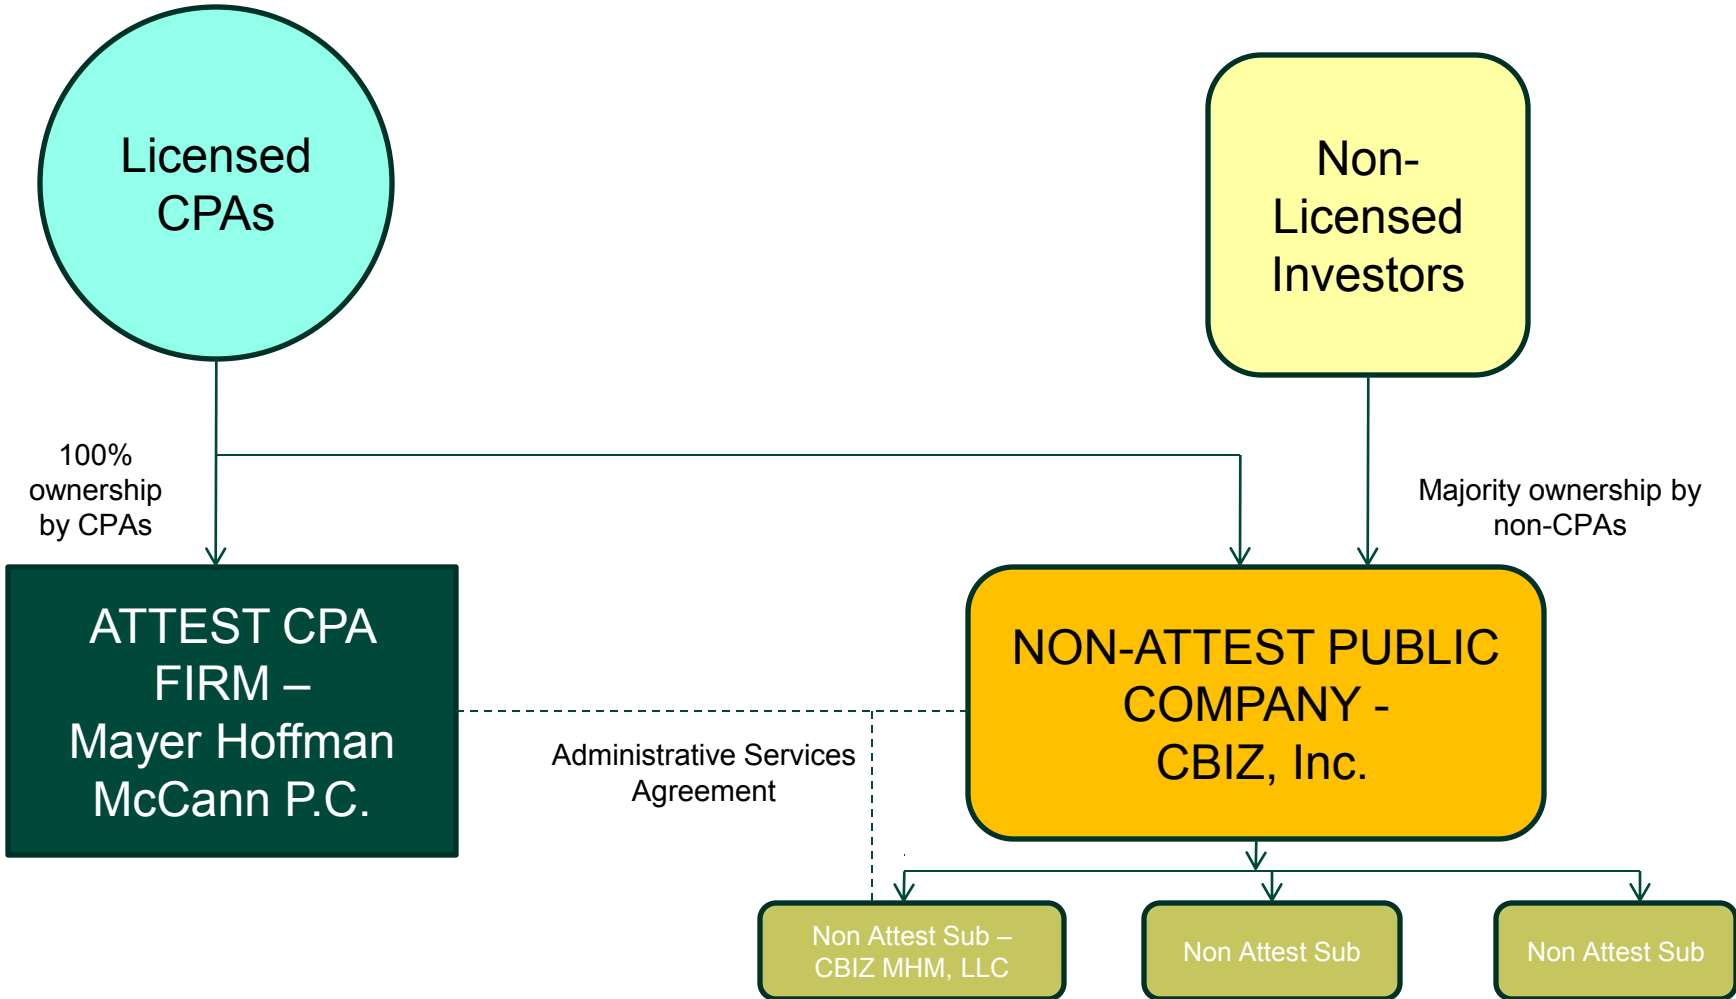 Licensed
CPAs
Non-
Licensed
Investors
100%
ownership
by CPAs
Majority ownership by
non-CPAs
ATTEST CPA
FIRM –
Mayer Hoffman
McCann P.C.
Administrative Services
Agreement
NON-ATTEST PUBLIC
COMPANY -
CBIZ, Inc.
Non Attest Sub –
CBIZ MHM, LLC
Non Attest Sub
Non Attest Sub